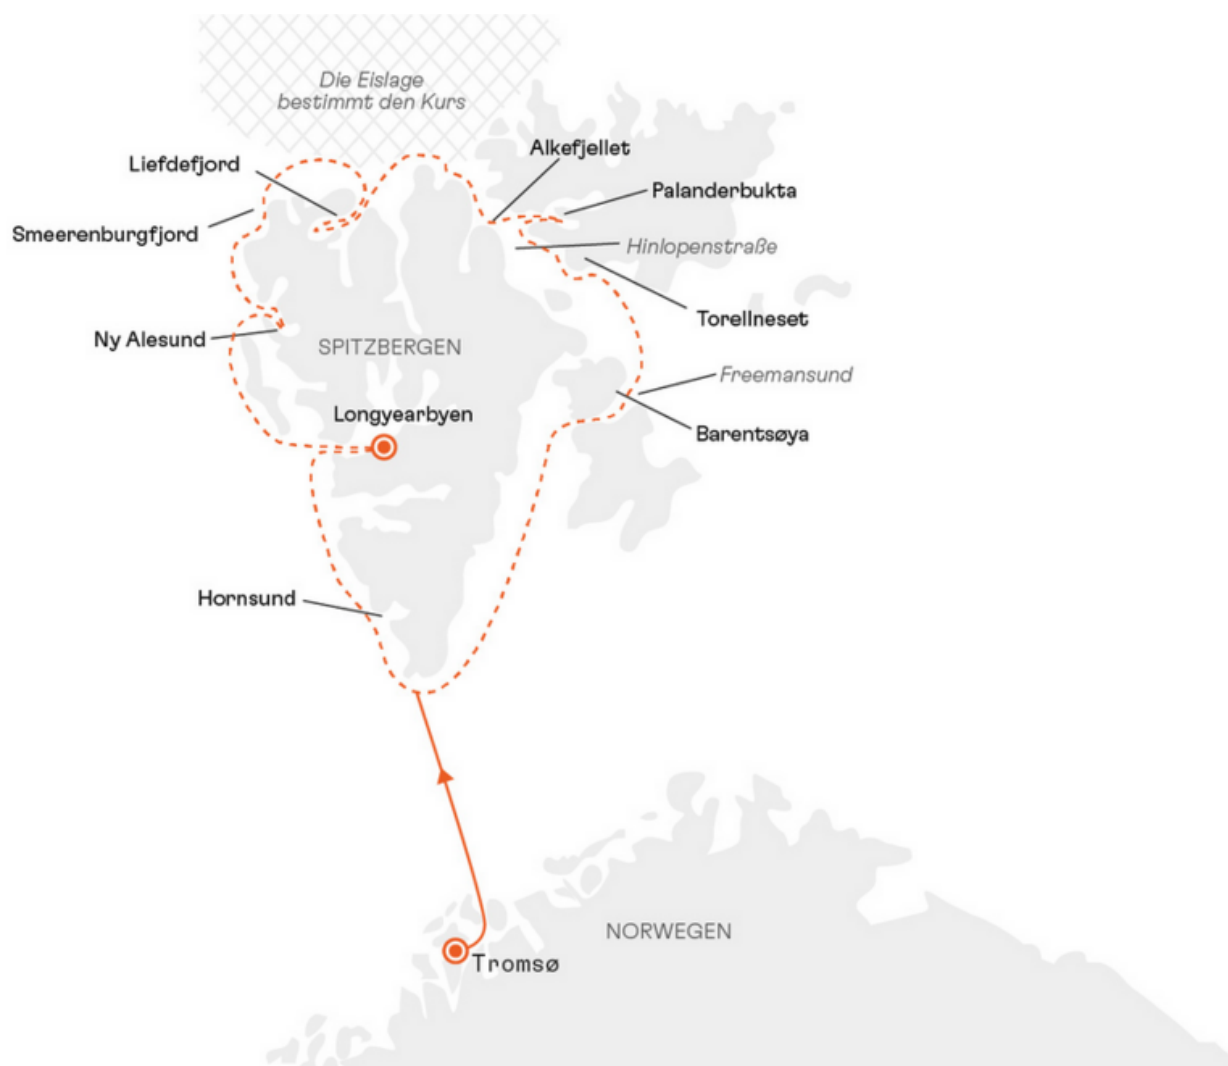 Die Eislage
bestimmt den Kurs
Alkefjellet
Liefdefjord
Palanderbukta
Smeerenburgfjord
Hinlopenstraße
Torellneset
Ny Alesund
SPITZBERGEN
Freemansund
Longyearbyen
Barentsøya
Hornsund
NORWEGEN
Tromsø